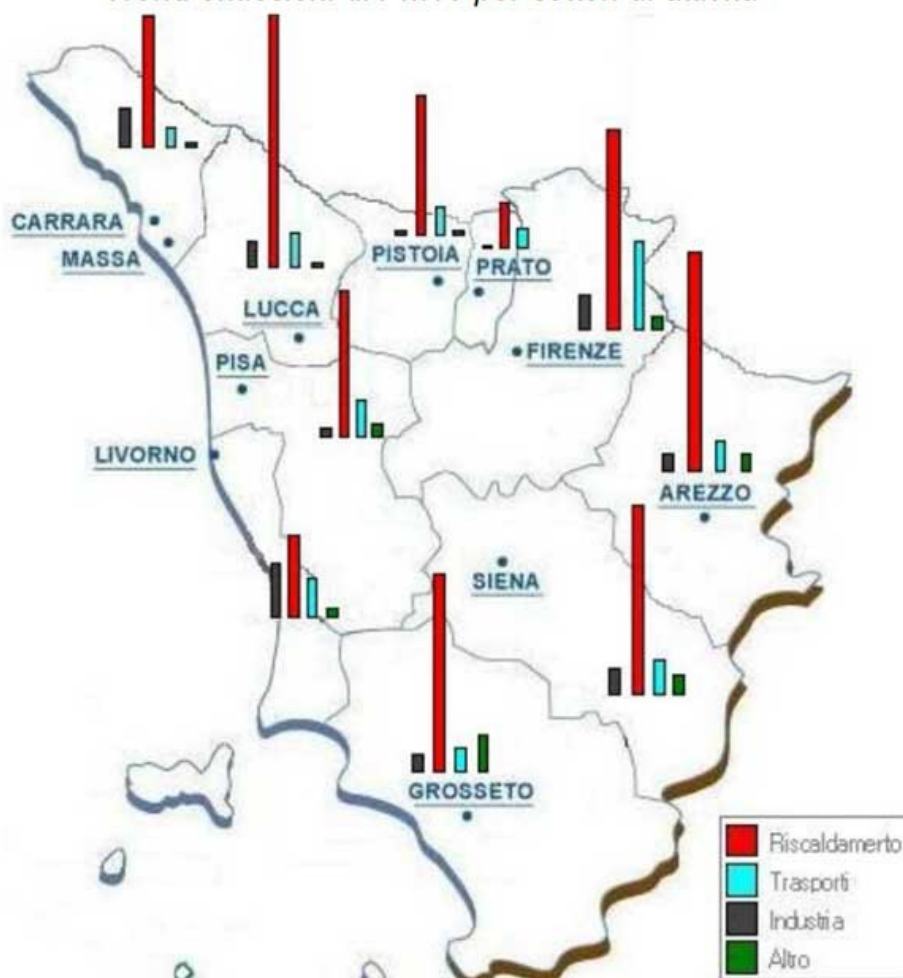 CARRARA
MASSA
PISTOIA
PRATO
LUCCA
FIRENZE
PISA
LIVORNO
AREZZO
SIENA
GROSSETO
Riscaldamerto
Trasporti
Industria
Altro